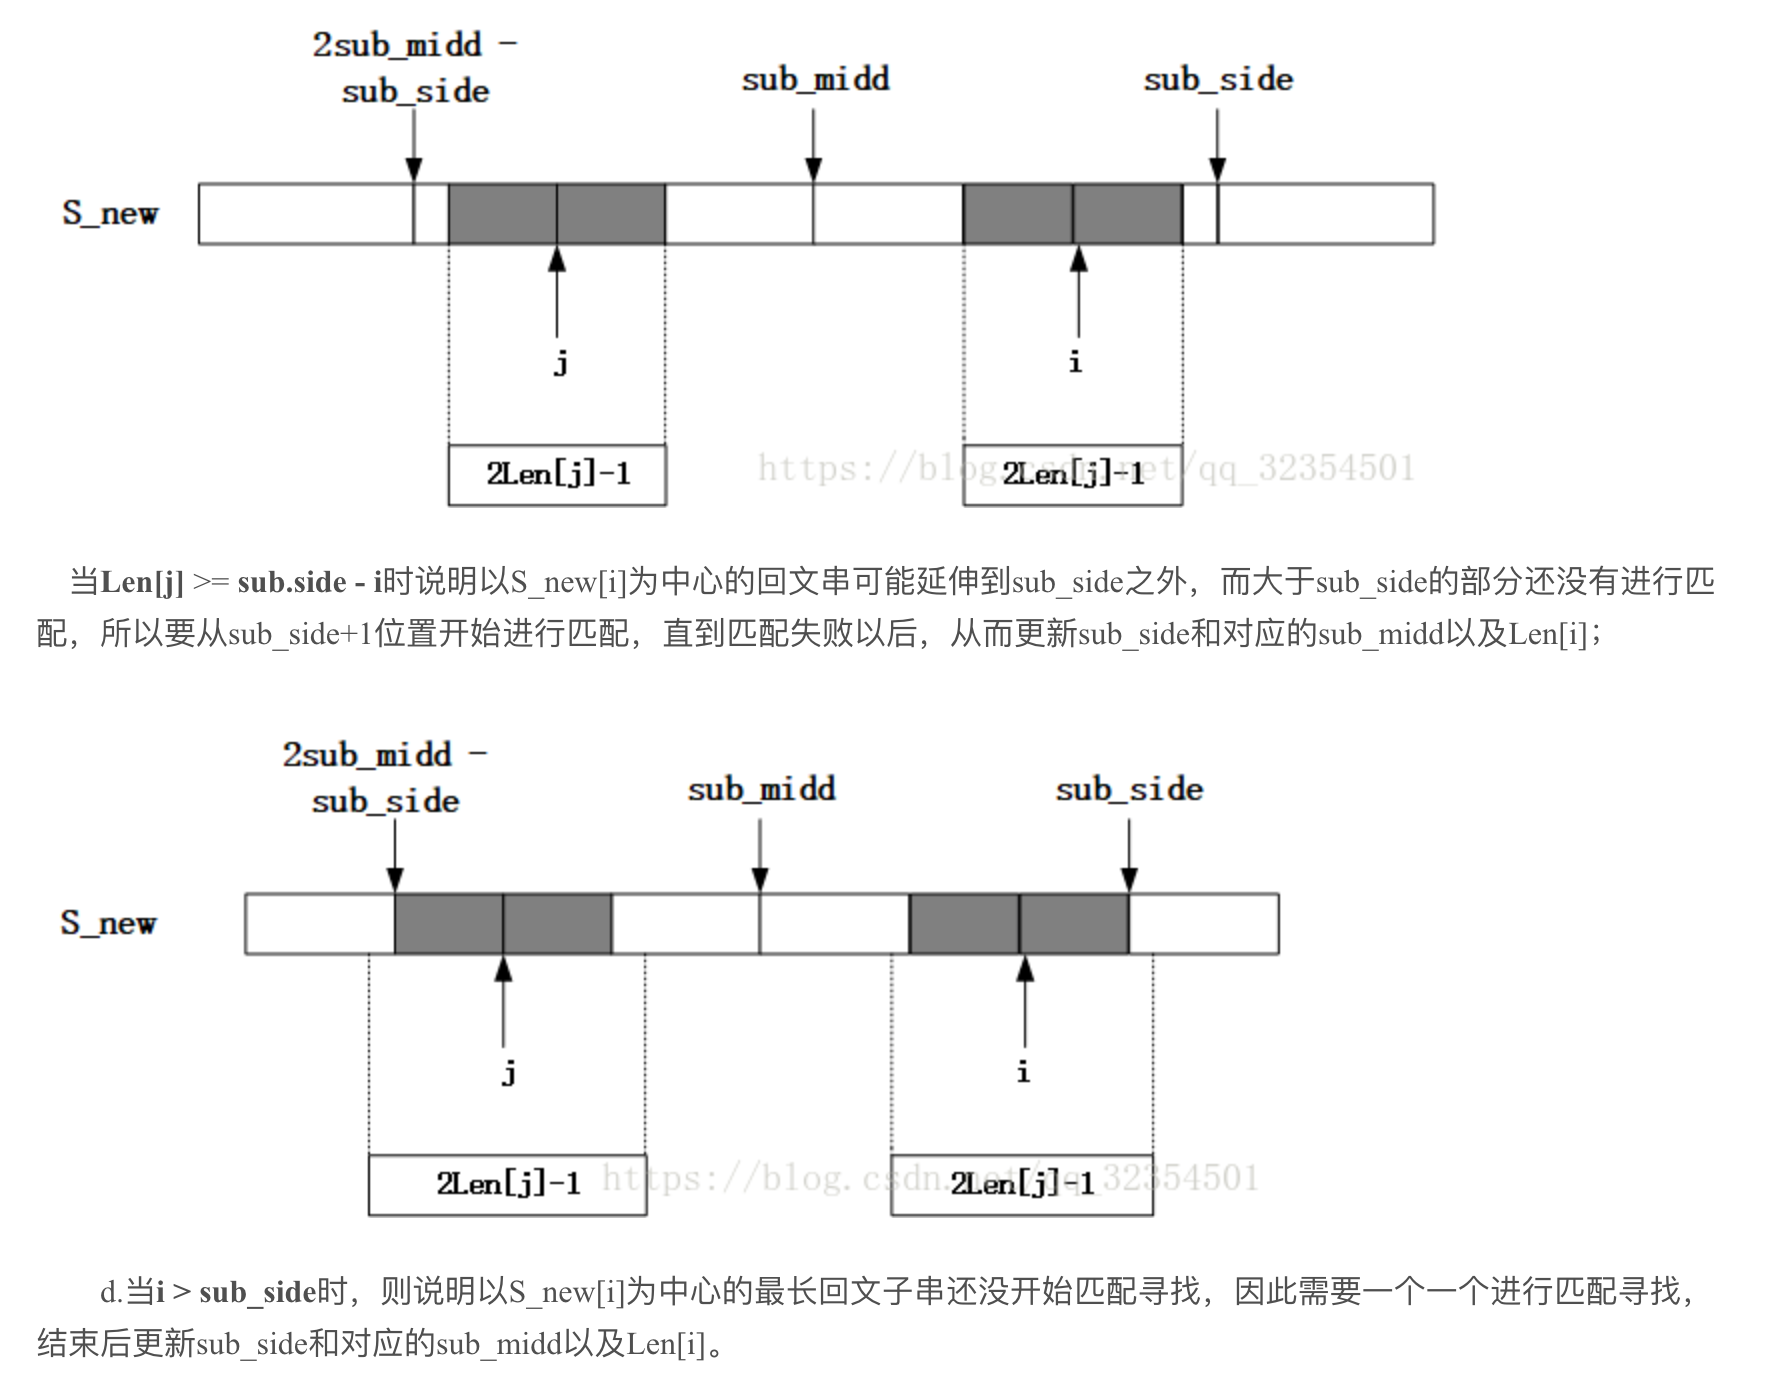 2sub_midd -
sub_side
sub_midd
sub_side
S_new
j
i
2Len[j]-1
2Len[j]-1
https://blog.csdn.net/qq_32354501
当Len[j] >= sub.side - i时说明以S_new[i]为中心的回文串可能延伸到sub_side之外，而大于sub_side的部分还没有进行匹
配，所以要从sub_side+1位置开始进行匹配，直到匹配失败以后，从而更新sub_side和对应的sub_midd以及Len[i]；
2sub_midd -
sub_side
sub_midd
sub_side
S_new
j
i
2Len[j]-1
2Len[j]-1
https://blog.csdn.net/qq_32354501
d.当i > sub_side时，则说明以S_new[i]为中心的最长回文子串还没开始匹配寻找，因此需要一个一个进行匹配寻找，
结束后更新sub_side和对应的sub_midd以及Len[i]。